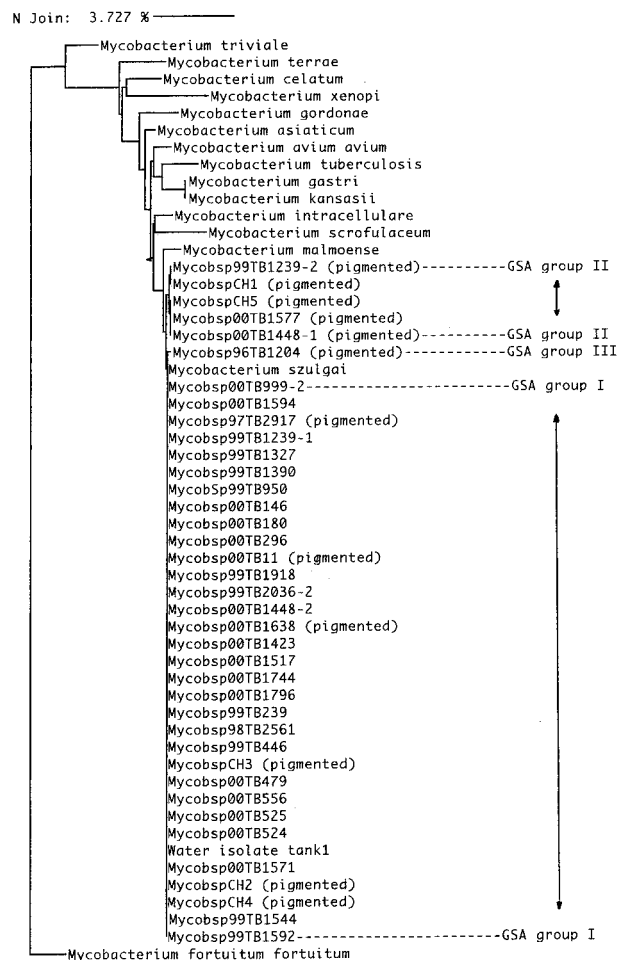 N Join: 3.727 %
Mycobacterium triviale
Mycobacterium terrae
Mycobacterium celatum
Mycobacterium xenopi
Mycobacterium gordonae
Mycobacterium asiaticum
Mycobacterium avium avium
Mycobacterium tuberculosis
Mycobacterium gastri
Mycobacterium kansasii
Mycobacterium intracellulare
Mycobacterium scrofulaceum
Mycobacterium malmoense
Mycobsp99TB1239-2 (pigmented)----------GSA group II
MycobspCH1 (pigmented)
MycobspCH5 (pigmented)
Mycobsp00TB1577 (pigmented)
Mycobsp00TB1448-1 (pigmented)----------GSA group II
Mycobsp96TB1204 (pigmented)------------GSA group III
Mycobacterium szulgai
Mycobsp00TB999-2------------------------GSA group I
Mycobsp00TB1594
Mycobsp97TB2917 (pigmented)
Mycobsp99TB1239-1
Mycobsp99TB1327
Mycobsp99TB1390
MycobSp99TB950
Mycobsp00TB146
Mycobsp00TB180
Mycobsp00TB296
Mycobsp00TB11 (pigmented)
Mycobsp99TB1918
Mycobsp99TB2036-2
Mycobsp00TB1448-2
Mycobsp00TB1638 (pigmented)
Mycobsp00TB1423
Mycobsp00TB1517
Mycobsp00TB1744
Mycobsp00TB1796
Mycobsp99TB239
Mycobsp98TB2561
Mycobsp99TB446
MycobspCH3 (pigmented)
Mycobsp00TB479
Mycobsp00TB556
Mycobsp00TB525
Mycobsp00TB524
Water isolate tank1
Mycobsp00TB1571
MycobspCH2 (pigmented)
MycobspCH4 (pigmented)
Mycobsp99TB1544
Mycobsp99TB1592------------------------GSA group I
Mycobacterium fortuitum fortuitum